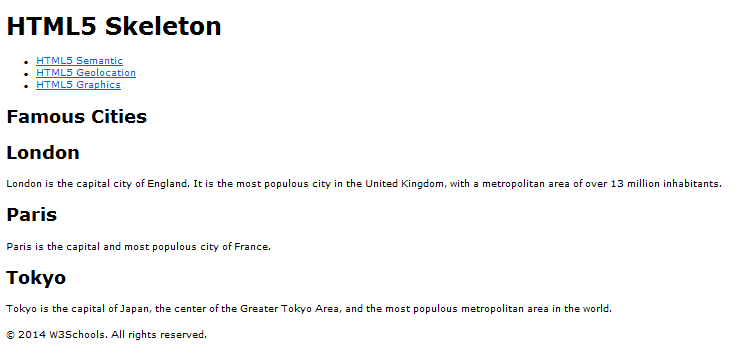 HTML5 Skeleton
HTML5 Semantic
HTML5 Geolocation
HTML5 Graphics
Famous Cities
London
London is the capital city of England. It is the most populous city in the United Kingdom, with a metropolitan area of over 13 million inhabitants.
Paris
Paris is the capital and most populous city of France.
Tokyo
Tokyo is the capital of Japan, the center of the Greater Tokyo Area, and the most populous metropolitan area in the world.
© 2014 W3Schools. All rights reserved.